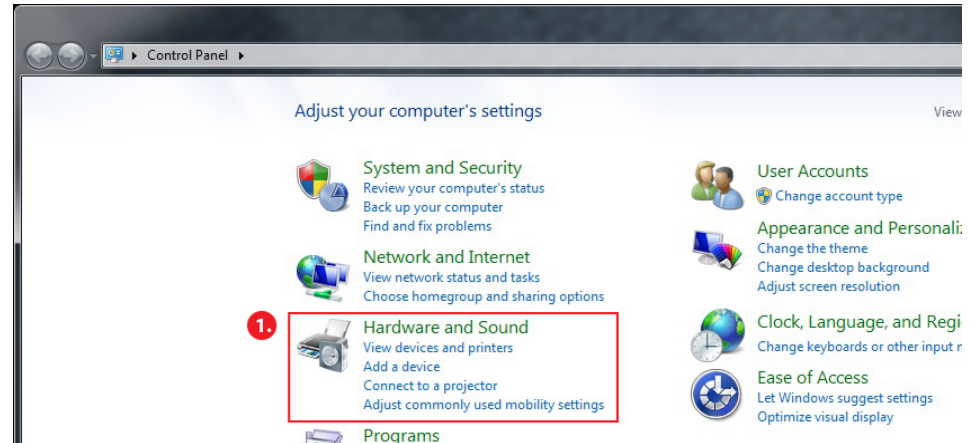 Control Panel
Adjust your computer's settings
View
System and Security
Review your computer's status
Back up your computer
Find and fix problems
Network and Internet
View network status and tasks
Choose homegroup and sharing options
1.
Hardware and Sound
View devices and printers
Add a device
Connect to a projector
Adjust commonly used mobility settings
Programs
User Accounts
Change account type
Appearance and Personaliz
Change the theme
Change desktop background
Adjust screen resolution
Clock, Language, and Regi
Change keyboards or other input
Ease of Access
Let Windows suggest settings
Optimize visual display